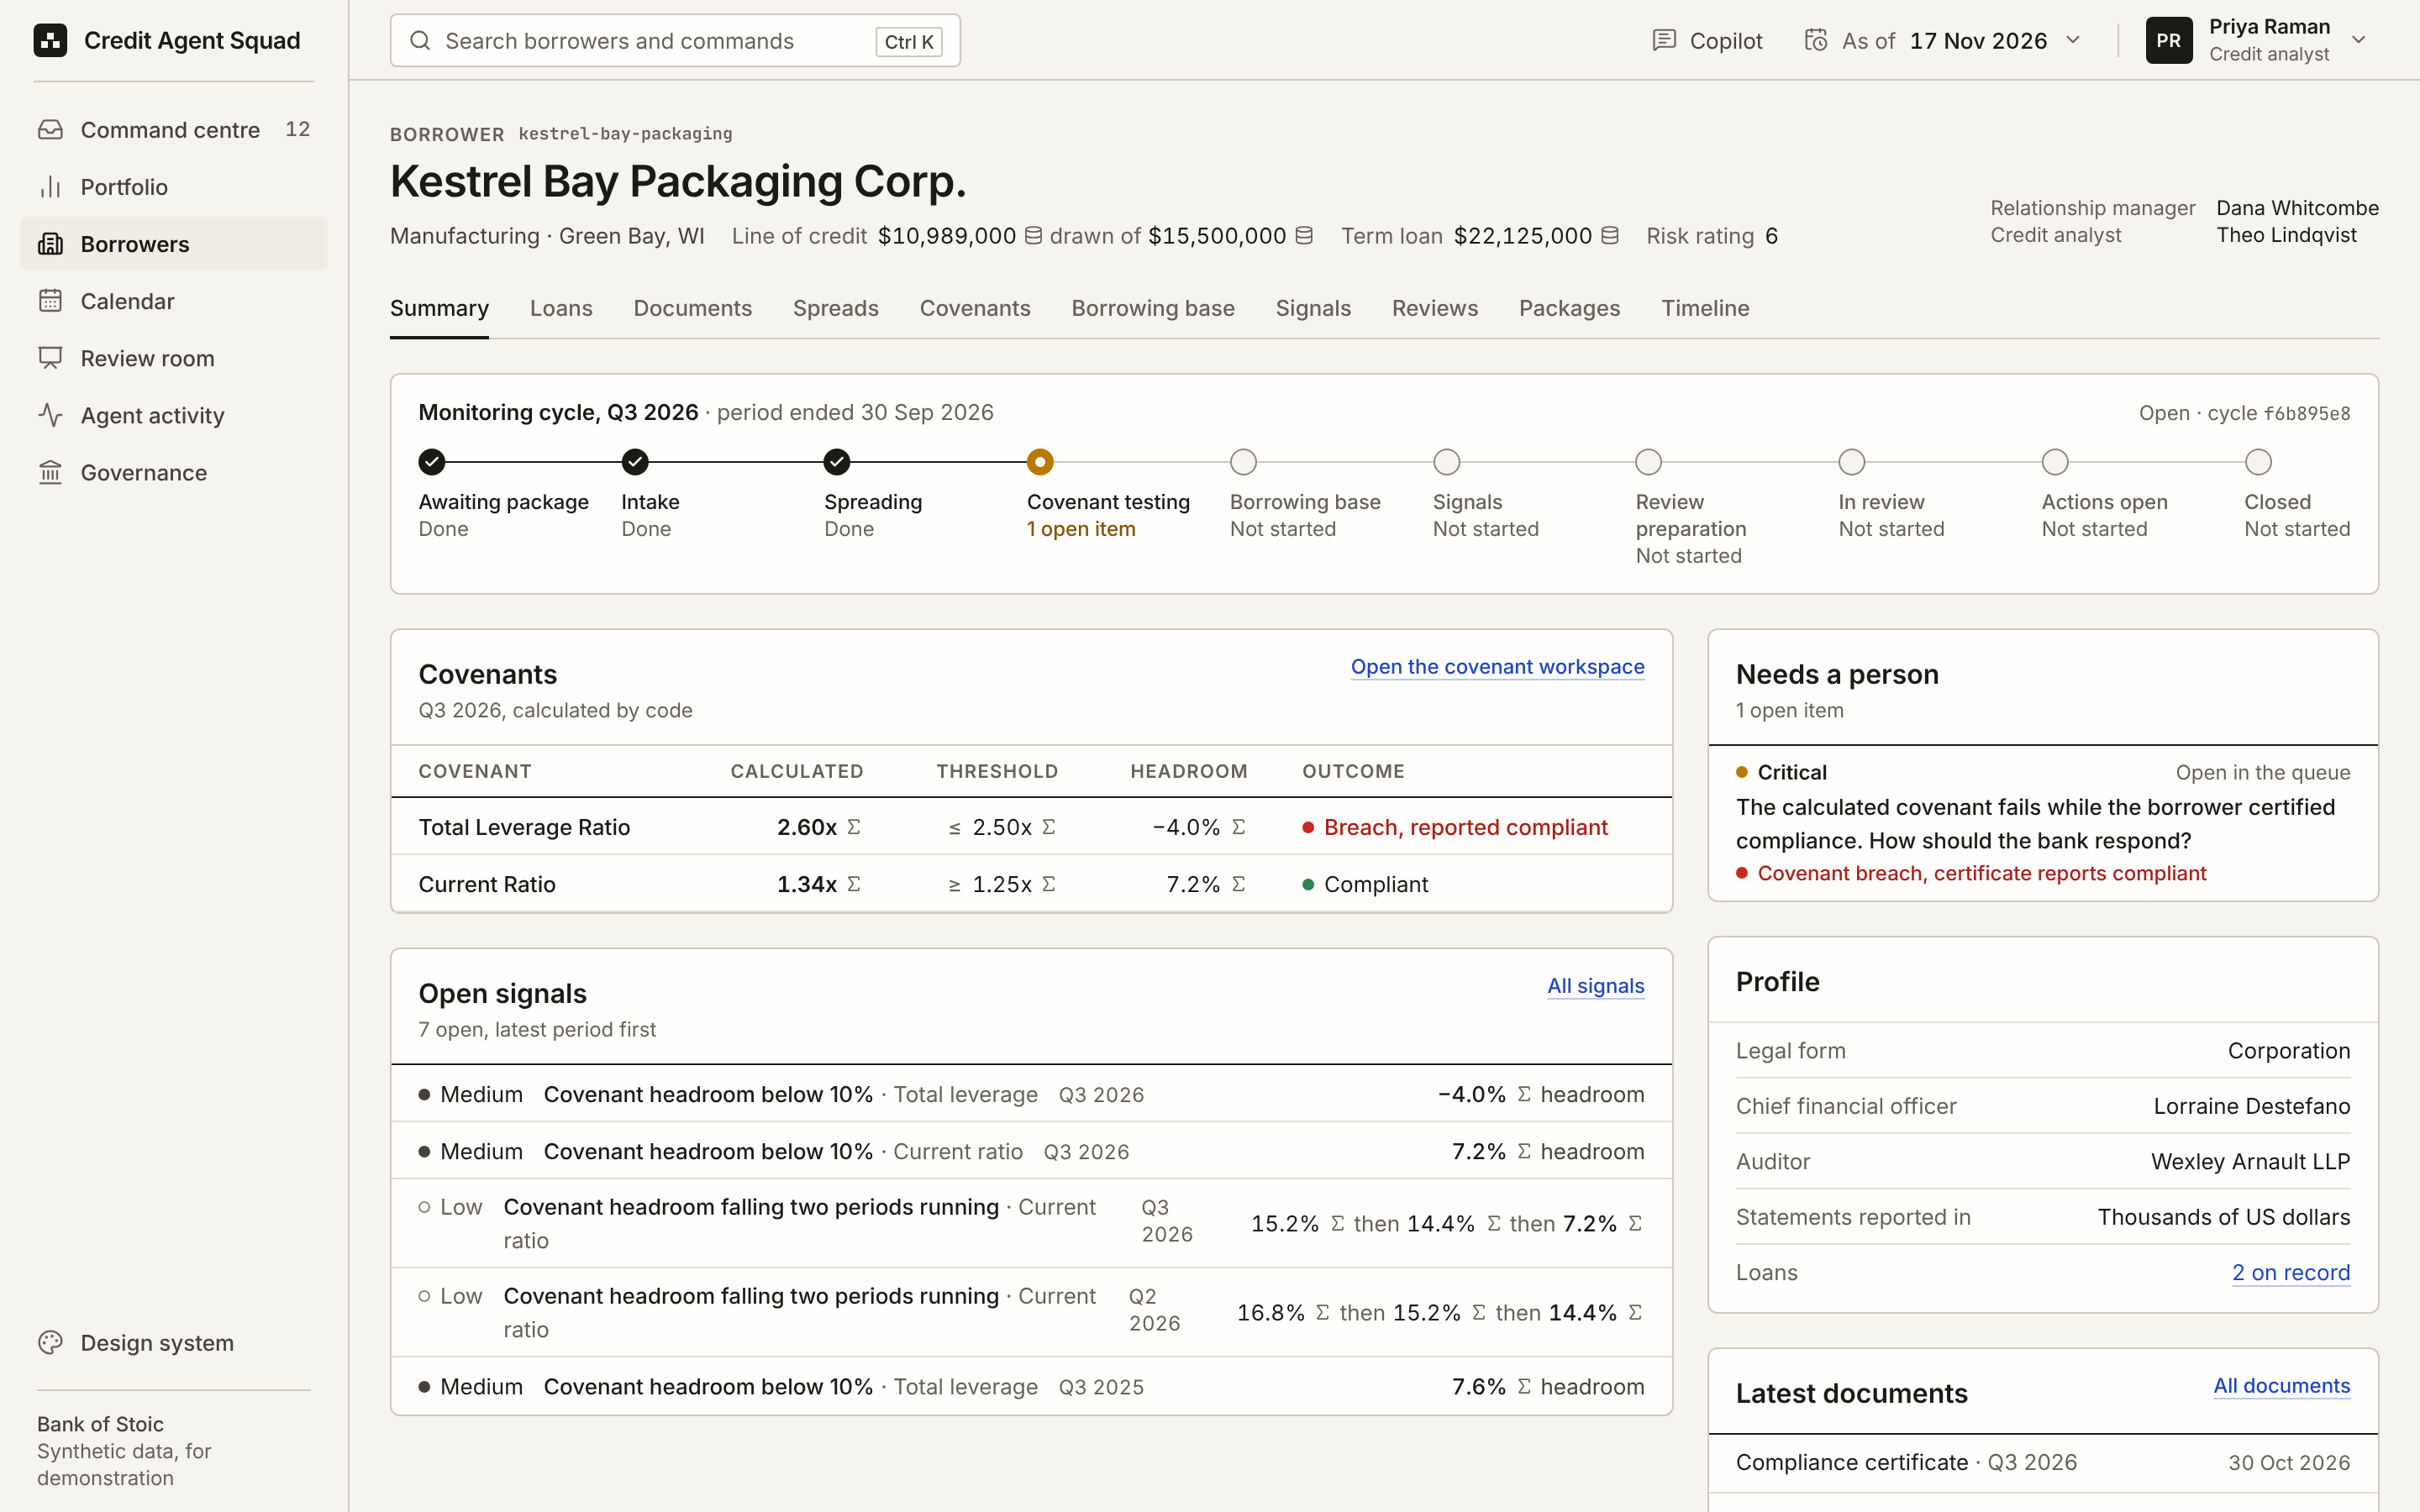 Credit Agent Squad
Search borrowers and commands
Ctrl K
Copilot
As of 17 Nov 2026
PR
Priya Raman
Credit analyst
Command centre 12
Portfolio
Borrowers
Calendar
Review room
Agent activity
Governance
Design system
Bank of Stoic
Synthetic data, for
demonstration
BORROWER kestrel-bay-packaging
Kestrel Bay Packaging Corp.
Manufacturing · Green Bay, WI Line of credit $10,989,000 drawn of $15,500,000 Term loan $22,125,000 Risk rating 6
Relationship manager Dana Whitcombe
Credit analyst Theo Lindqvist
Summary Loans Documents Spreads Covenants Borrowing base Signals Reviews Packages Timeline
Monitoring cycle, Q3 2026 · period ended 30 Sep 2026
Open · cycle f6b895e8
Awaiting package
Done
Intake
Done
Spreading
Done
Covenant testing
1 open item
Borrowing base
Not started
Signals
Not started
Review
preparation
Not started
In review
Not started
Actions open
Not started
Closed
Not started
Covenants
Q3 2026, calculated by code
Open the covenant workspace
COVENANT CALCULATED THRESHOLD HEADROOM OUTCOME
Total Leverage Ratio 2.60x Σ ≤ 2.50x Σ −4.0% Σ Breach, reported compliant
Current Ratio 1.34x Σ ≥ 1.25x Σ 7.2% Σ Compliant
Open signals
7 open, latest period first
All signals
Medium Covenant headroom below 10% · Total leverage Q3 2026 −4.0% Σ headroom
Medium Covenant headroom below 10% · Current ratio Q3 2026 7.2% Σ headroom
Low Covenant headroom falling two periods running · Current
ratio
Q3
2026
15.2% Σ then 14.4% Σ then 7.2% Σ
Low Covenant headroom falling two periods running · Current
ratio
Q2
2026
16.8% Σ then 15.2% Σ then 14.4% Σ
Medium Covenant headroom below 10% · Total leverage Q3 2025 7.6% Σ headroom
Needs a person
1 open item
Critical Open in the queue
The calculated covenant fails while the borrower certified
compliance. How should the bank respond?
Covenant breach, certificate reports compliant
Profile
Legal form Corporation
Chief financial officer Lorraine Destefano
Auditor Wexley Arnault LLP
Statements reported in Thousands of US dollars
Loans 2 on record
Latest documents
All documents
Compliance certificate · Q3 2026 30 Oct 2026